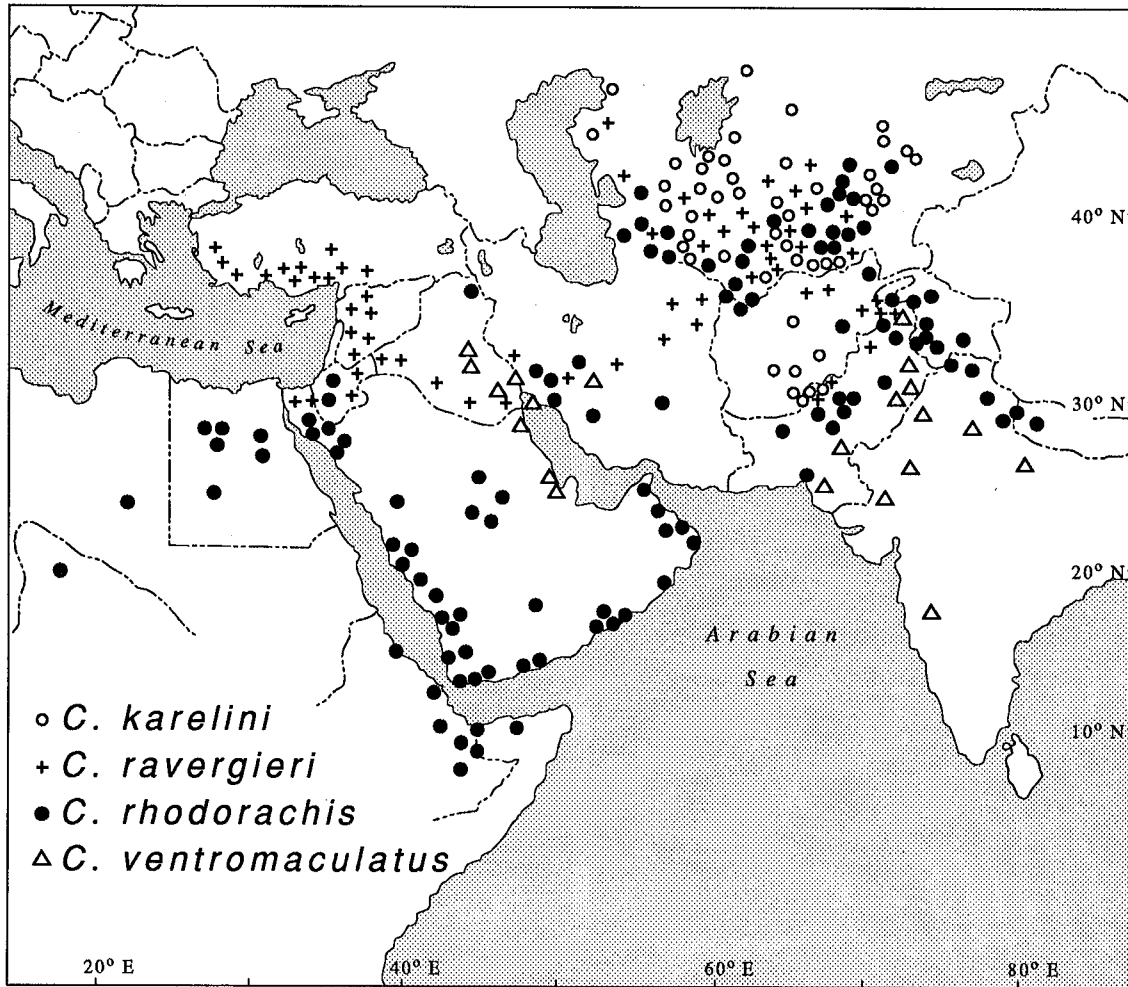 40° N
Mediterranean Sea
30° N
20° N
Arabian
Sea
10° N
C. karelini
C. ravergieri
C. rhodorachis
C. ventromaculatus
20° E
40° E
60° E
80° E